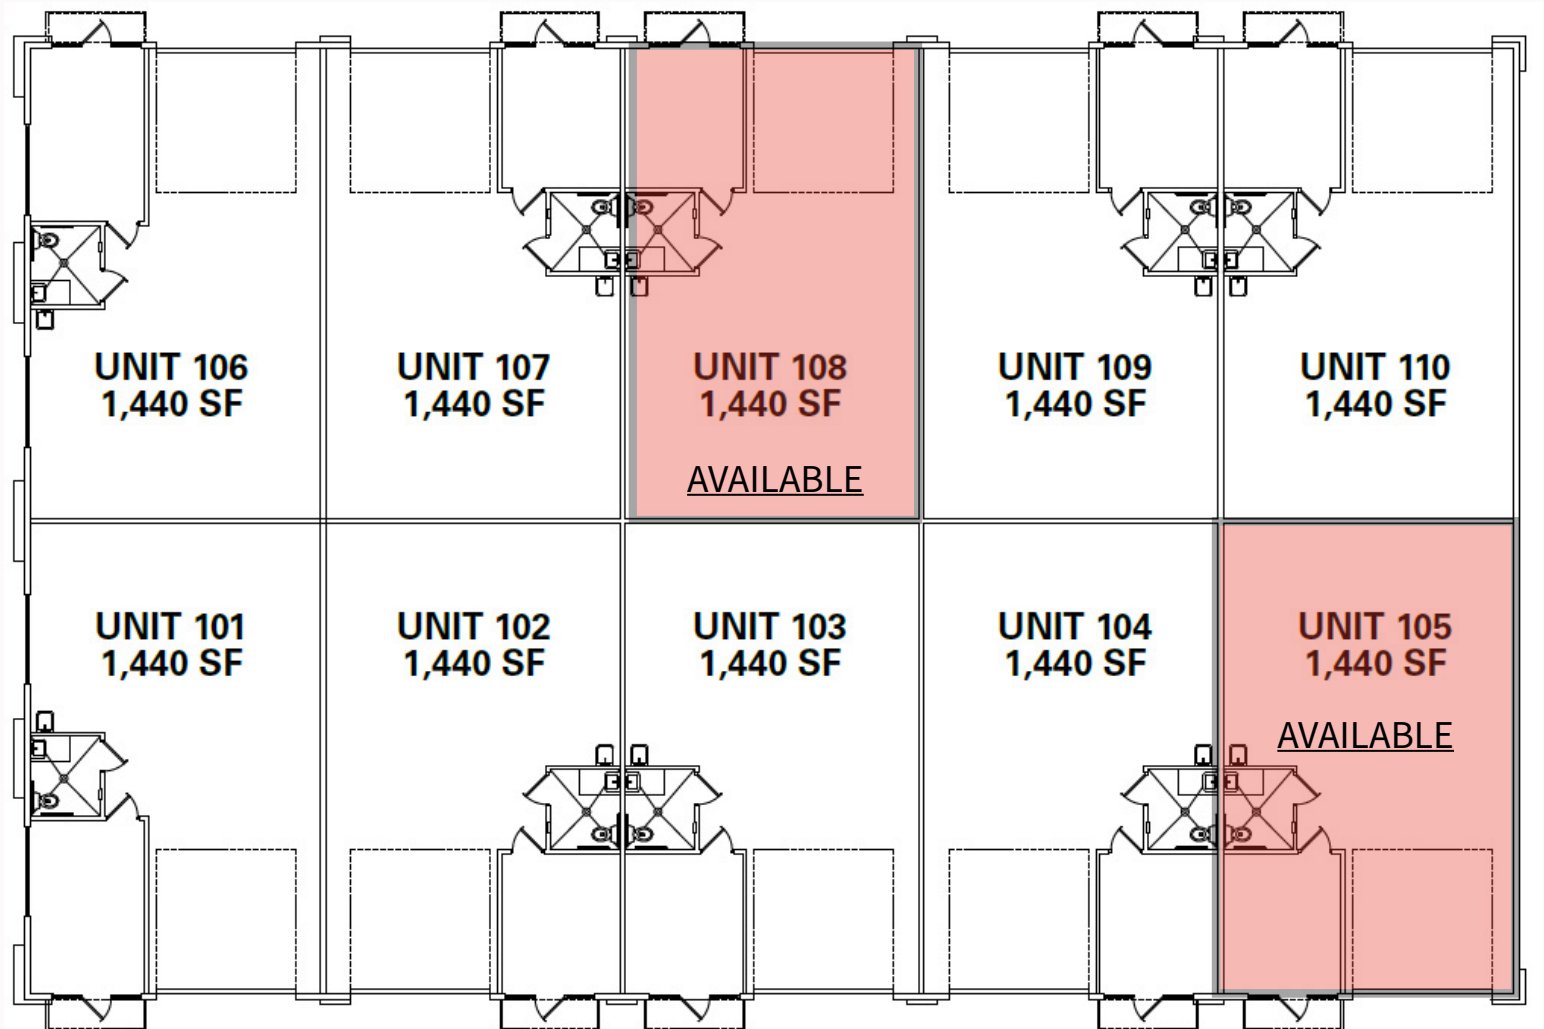 UNIT 106
1,440 SF
UNIT 107
1,440 SF
UNIT 108
1,440 SF
AVAILABLE
UNIT 109
1,440 SF
UNIT 110
1,440 SF
UNIT 101
1,440 SF
UNIT 102
1,440 SF
UNIT 103
1,440 SF
UNIT 104
1,440 SF
UNIT 105
1,440 SF
AVAILABLE